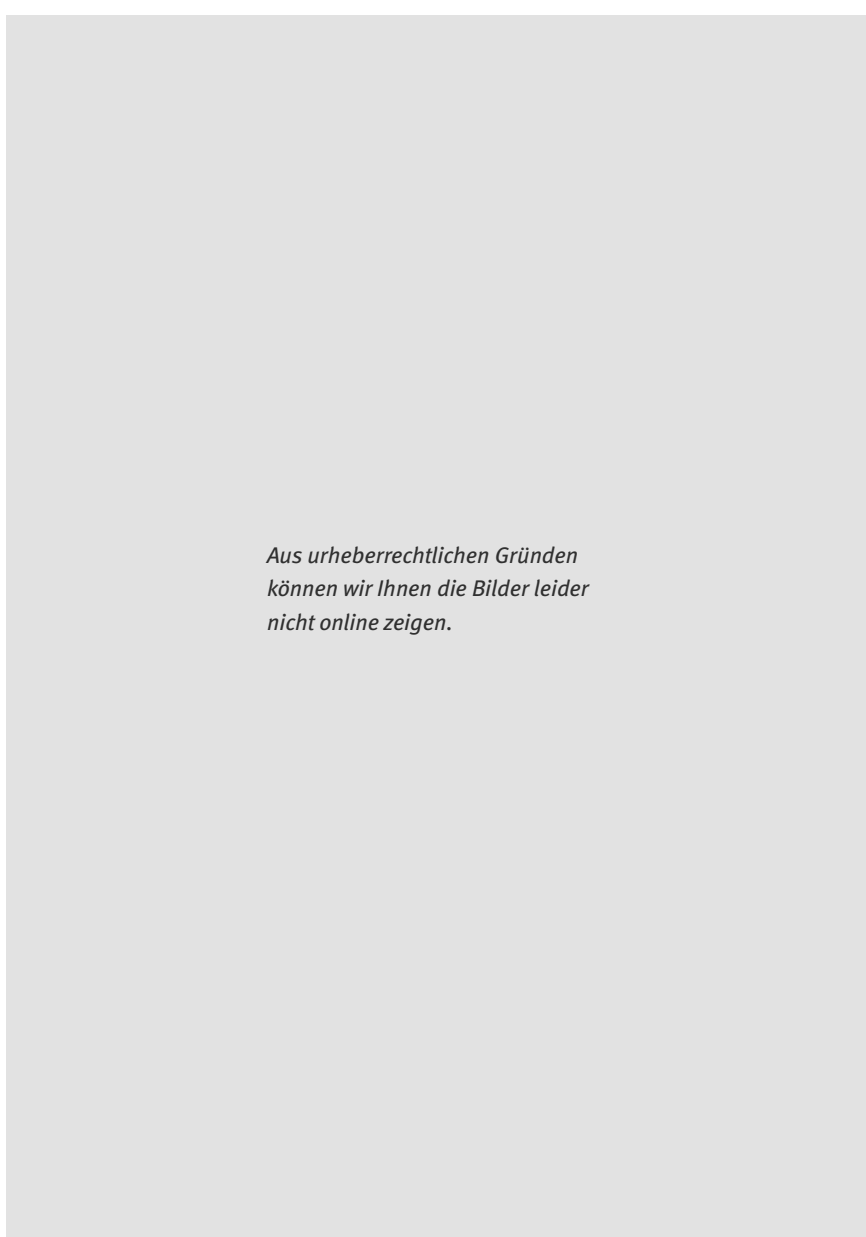 Aus urheberrechtlichen Gründen
können wir Ihnen die Bilder leider
nicht online zeigen.